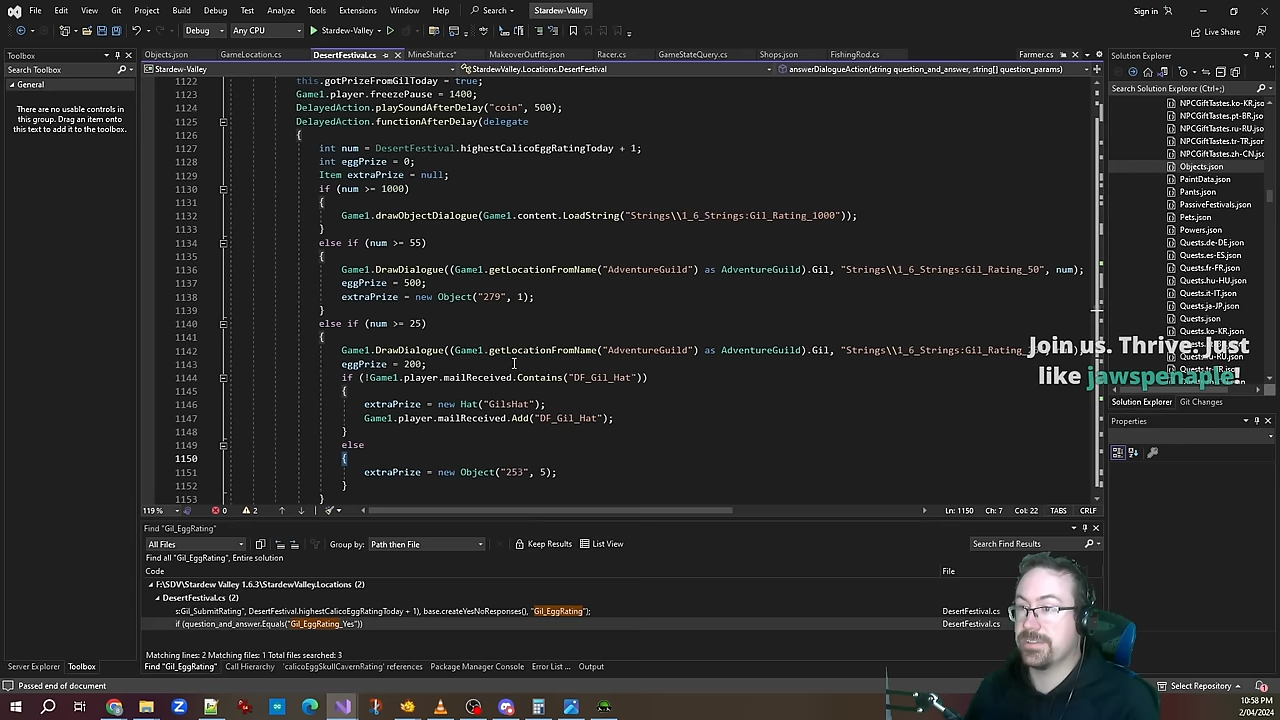 File Edit View Git Project Build Debug Test Analyze Tools Extensions Window Help Search Stardew-Valley Sign in
Debug Any CPU Stardew-Valley Live Share
Toolbox
Search Toolbox
General
There are no usable controls in
this group. Drag an item onto
this text to add it to the toolbox.
Objects.json GameLocation.cs DesertFestival.cs MineShaft.cs* MakeoverOutfits.json Racer.cs GameStateQuery.cs Shops.json FishingRod.cs Farmer.cs
Stardew-Valley StardewValley.Locations.DesertFestival answerDialogueAction(string question_and_answer, string[] question_params)
1122 this.gotPrizeFromGilToday = true;
1123 Game1.player.freezePause = 1400;
1124 DelayedAction.playSoundAfterDelay("coin", 500);
1125 DelayedAction.functionAfterDelay(delegate
1126 {
1127 int num = DesertFestival.highestCalicoEggRatingToday + 1;
1128 int eggPrize = 0;
1129 Item extraPrize = null;
1130 if (num >= 1000)
1131 {
1132 Game1.drawObjectDialogue(Game1.content.LoadString("Strings\\1_6_Strings:Gil_Rating_1000"));
1133 }
1134 else if (num >= 55)
1135 {
1136 Game1.DrawDialogue((Game1.getLocationFromName("AdventureGuild") as AdventureGuild).Gil, "Strings\\1_6_Strings:Gil_Rating_50", num);
1137 eggPrize = 500;
1138 extraPrize = new Object("279", 1);
1139 }
1140 else if (num >= 25)
1141 {
1142 Game1.DrawDialogue((Game1.getLocationFromName("AdventureGuild") as AdventureGuild).Gil, "Strings\\1_6_Strings:Gil_Rating_
1143 eggPrize = 200;
1144 if (!Game1.player.mailReceived.Contains("DF_Gil_Hat"))
1145 {
1146 extraPrize = new Hat("GilsHat");
1147 Game1.player.mailReceived.Add("DF_Gil_Hat");
1148 }
1149 else
1150 {
1151 extraPrize = new Object("253", 5);
1152 }
1153 }
Join us. Thrive. Just
like jawspenaple!
119% 0 2 Ln: 1150 Ch: 7 Col: 22 TABS CRLF
Find "Gil_EggRating"
All Files Group by: Path then File Keep Results List View Search Find Results
Find all "Gil_EggRating", Entire solution
Code File
F:\SDV\Stardew Valley 1.6.3\StardewValley.Locations (2)
DesertFestival.cs (2)
s:Gil_SubmitRating", DesertFestival.highestCalicoEggRatingToday + 1), base.createYesNoResponses(), "Gil_EggRating"); DesertFestival.cs
if (question_and_answer.Equals("Gil_EggRating_Yes")) DesertFestival.cs
Matching lines: 2 Matching files: 1 Total files searched: 3
Server Explorer Toolbox Find "Gil_EggRating" Call Hierarchy 'calicoEggSkullCavernRating' references Package Manager Console Error List ... Output
Passed end of document Select Repository
Solution Explorer
Search Solution Explorer (Ctrl+;)
NPCGiftTastes.ko-KR.json
NPCGiftTastes.pt-BR.json
NPCGiftTastes.ru-RU.json
NPCGiftTastes.tr-TR.json
NPCGiftTastes.zh-CN.json
Objects.json
PaintData.json
Pants.json
PassiveFestivals.json
Pets.json
Powers.json
Quests.de-DE.json
Quests.es-ES.json
Quests.fr-FR.json
Quests.hu-HU.json
Quests.it-IT.json
Quests.ja-JP.json
Quests.json
Quests.ko-KR.json
Solution Explorer Git Changes
Properties
10:58 PM
2/04/2024